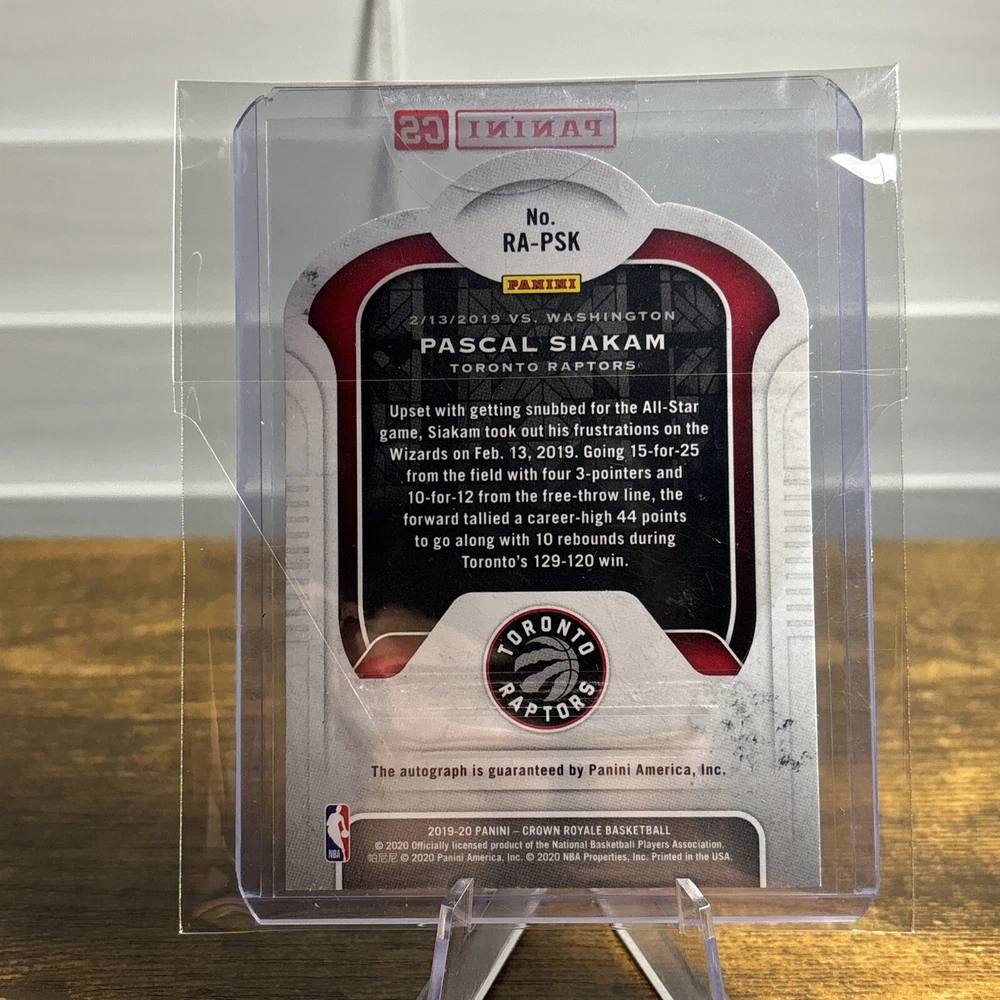 PANINI CS
No.
RA-PSK
PANINI
2/13/2019 VS. WASHINGTON
PASCAL SIAKAM
TORONTO RAPTORS
Upset with getting snubbed for the All-Star
game, Siakam took out his frustrations on the
Wizards on Feb. 13, 2019. Going 15-for-25
from the field with four 3-pointers and
10-for-12 from the free-throw line, the
forward tallied a career-high 44 points
to go along with 10 rebounds during
Toronto's 129-120 win.
TORONTO
RAPTORS
The autograph is guaranteed by Panini America, Inc.
NBA
2019-20 PANINI – CROWN ROYALE BASKETBALL
© 2020 Officially licensed product of the National Basketball Players Association.
帕尼尼 © 2020 Panini America, Inc. © 2020 NBA Properties, Inc. Printed in the USA.